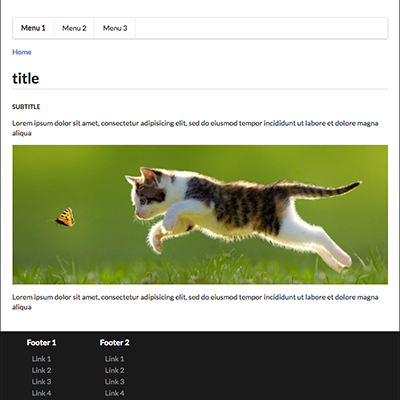 Menu 1 Menu 2 Menu 3
Home
title
SUBTITLE
Lorem ipsum dolor sit amet, consectetur adipisicing elit, sed do eiusmod tempor incididunt ut labore et dolore magna
aliqua
Lorem ipsum dolor sit amet, consectetur adipisicing elit, sed do eiusmod tempor incididunt ut labore et dolore magna
aliqua
Footer 1 Footer 2
Link 1 Link 1
Link 2 Link 2
Link 3 Link 3
Link 4 Link 4